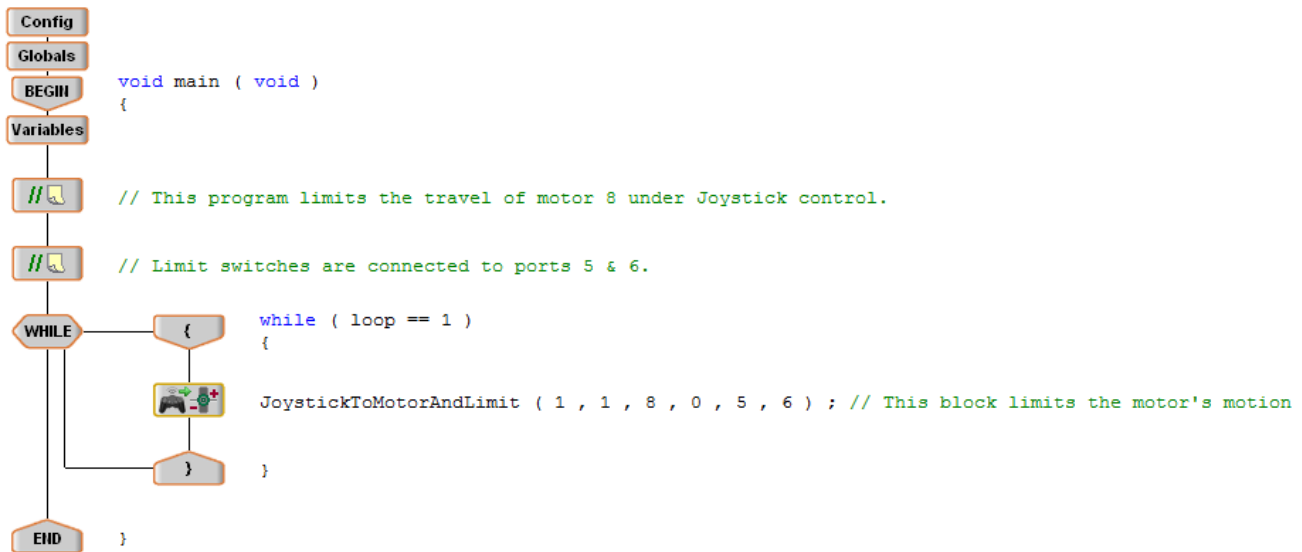 Config
Globals
BEGIN void main ( void )
{
Variables
// // This program limits the travel of motor 8 under Joystick control.
// // Limit switches are connected to ports 5 & 6.
WHILE { while ( loop == 1 )
{
JoystickToMotorAndLimit ( 1 , 1 , 8 , 0 , 5 , 6 ) ; // This block limits the motor's motion
} }
END }